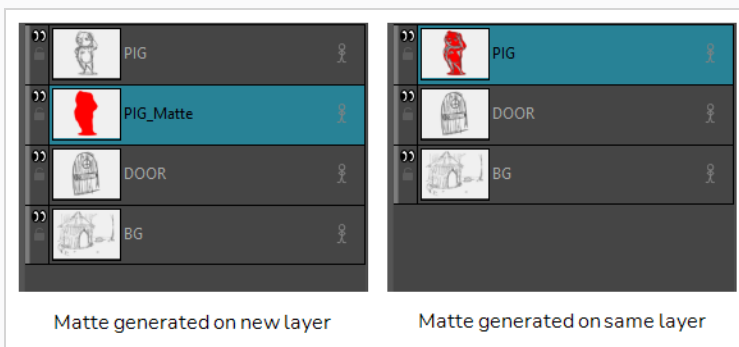 PIG
PIG_Matte
DOOR
BG
Matte generated on new layer
PIG
DOOR
BG
Matte generated on same layer